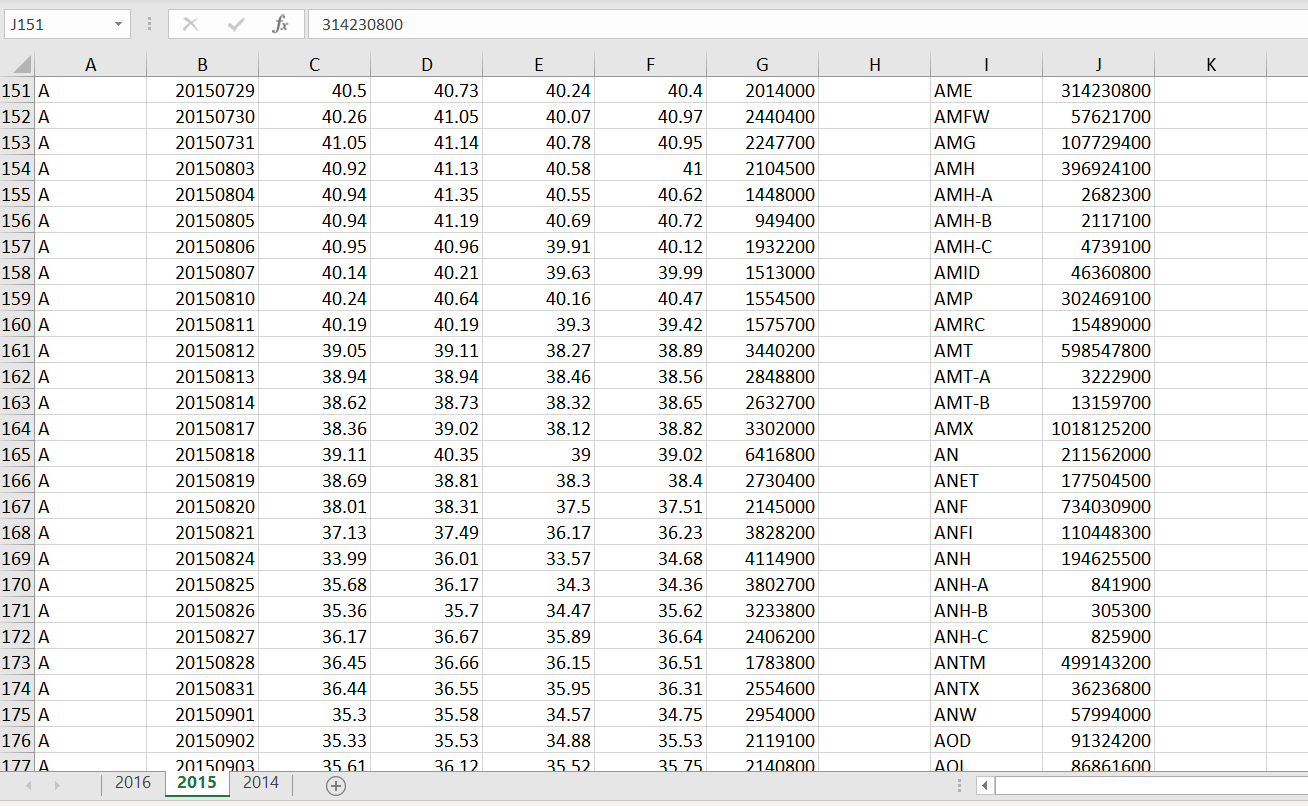 J151 fx 314230800
A B C D E F G H I J K
151 A 20150729 40.5 40.73 40.24 40.4 2014000 AME 314230800
152 A 20150730 40.26 41.05 40.07 40.97 2440400 AMFW 57621700
153 A 20150731 41.05 41.14 40.78 40.95 2247700 AMG 107729400
154 A 20150803 40.92 41.13 40.58 41 2104500 AMH 396924100
155 A 20150804 40.94 41.35 40.55 40.62 1448000 AMH-A 2682300
156 A 20150805 40.94 41.19 40.69 40.72 949400 AMH-B 2117100
157 A 20150806 40.95 40.96 39.91 40.12 1932200 AMH-C 4739100
158 A 20150807 40.14 40.21 39.63 39.99 1513000 AMID 46360800
159 A 20150810 40.24 40.64 40.16 40.47 1554500 AMP 302469100
160 A 20150811 40.19 40.19 39.3 39.42 1575700 AMRC 15489000
161 A 20150812 39.05 39.11 38.27 38.89 3440200 AMT 598547800
162 A 20150813 38.94 38.94 38.46 38.56 2848800 AMT-A 3222900
163 A 20150814 38.62 38.73 38.32 38.65 2632700 AMT-B 13159700
164 A 20150817 38.36 39.02 38.12 38.82 3302000 AMX 1018125200
165 A 20150818 39.11 40.35 39 39.02 6416800 AN 211562000
166 A 20150819 38.69 38.81 38.3 38.4 2730400 ANET 177504500
167 A 20150820 38.01 38.31 37.5 37.51 2145000 ANF 734030900
168 A 20150821 37.13 37.49 36.17 36.23 3828200 ANFI 110448300
169 A 20150824 33.99 36.01 33.57 34.68 4114900 ANH 194625500
170 A 20150825 35.68 36.17 34.3 34.36 3802700 ANH-A 841900
171 A 20150826 35.36 35.7 34.47 35.62 3233800 ANH-B 305300
172 A 20150827 36.17 36.67 35.89 36.64 2406200 ANH-C 825900
173 A 20150828 36.45 36.66 36.15 36.51 1783800 ANTM 499143200
174 A 20150831 36.44 36.55 35.95 36.31 2554600 ANTX 36236800
175 A 20150901 35.3 35.58 34.57 34.75 2954000 ANW 57994000
176 A 20150902 35.33 35.53 34.88 35.53 2119100 AOD 91324200
177 A 20150903 35.61 36.12 35.52 35.75 2140800 AOI 86861600
2016 2015 2014